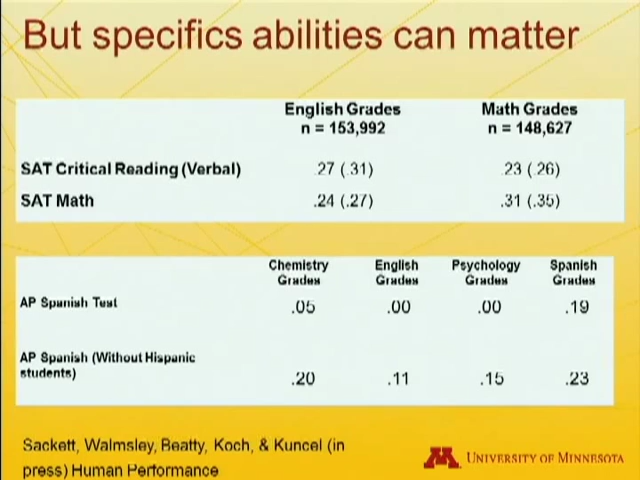 But specifics abilities can matter
English Grades Math Grades
n = 153,992 n = 148,627
SAT Critical Reading (Verbal) .27 (.31) .23 (.26)
SAT Math .24 (.27) .31 (.35)
Chemistry English Psychology Spanish
Grades Grades Grades Grades
AP Spanish Test .05 .00 .00 .19
AP Spanish (Without Hispanic
students) .20 .11 .15 .23
Sackett, Walmsley, Beatty, Koch, & Kuncel (in
press) Human Performance
M UNIVERSITY OF MINNESOTA